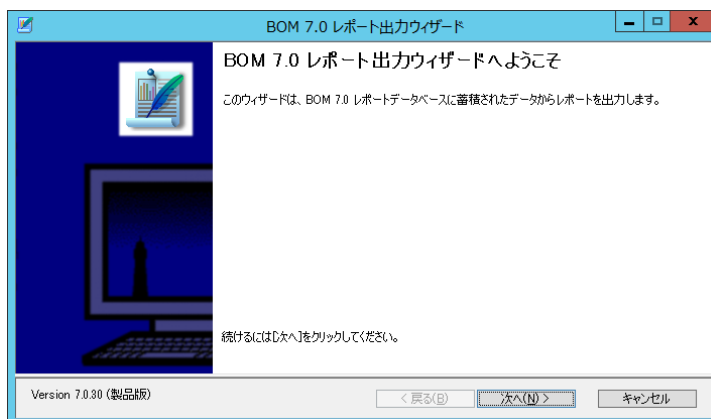 BOM 7.0 レポート出力ウィザード
BOM 7.0 レポート出力ウィザードへようこそ
このウィザードは、BOM 7.0 レポートデータベースに蓄積されたデータからレポートを出力します。
続けるには[次へ]をクリックしてください。
Version 7.0.30 (製品版)
< 戻る(B) 次へ(N) > キャンセル